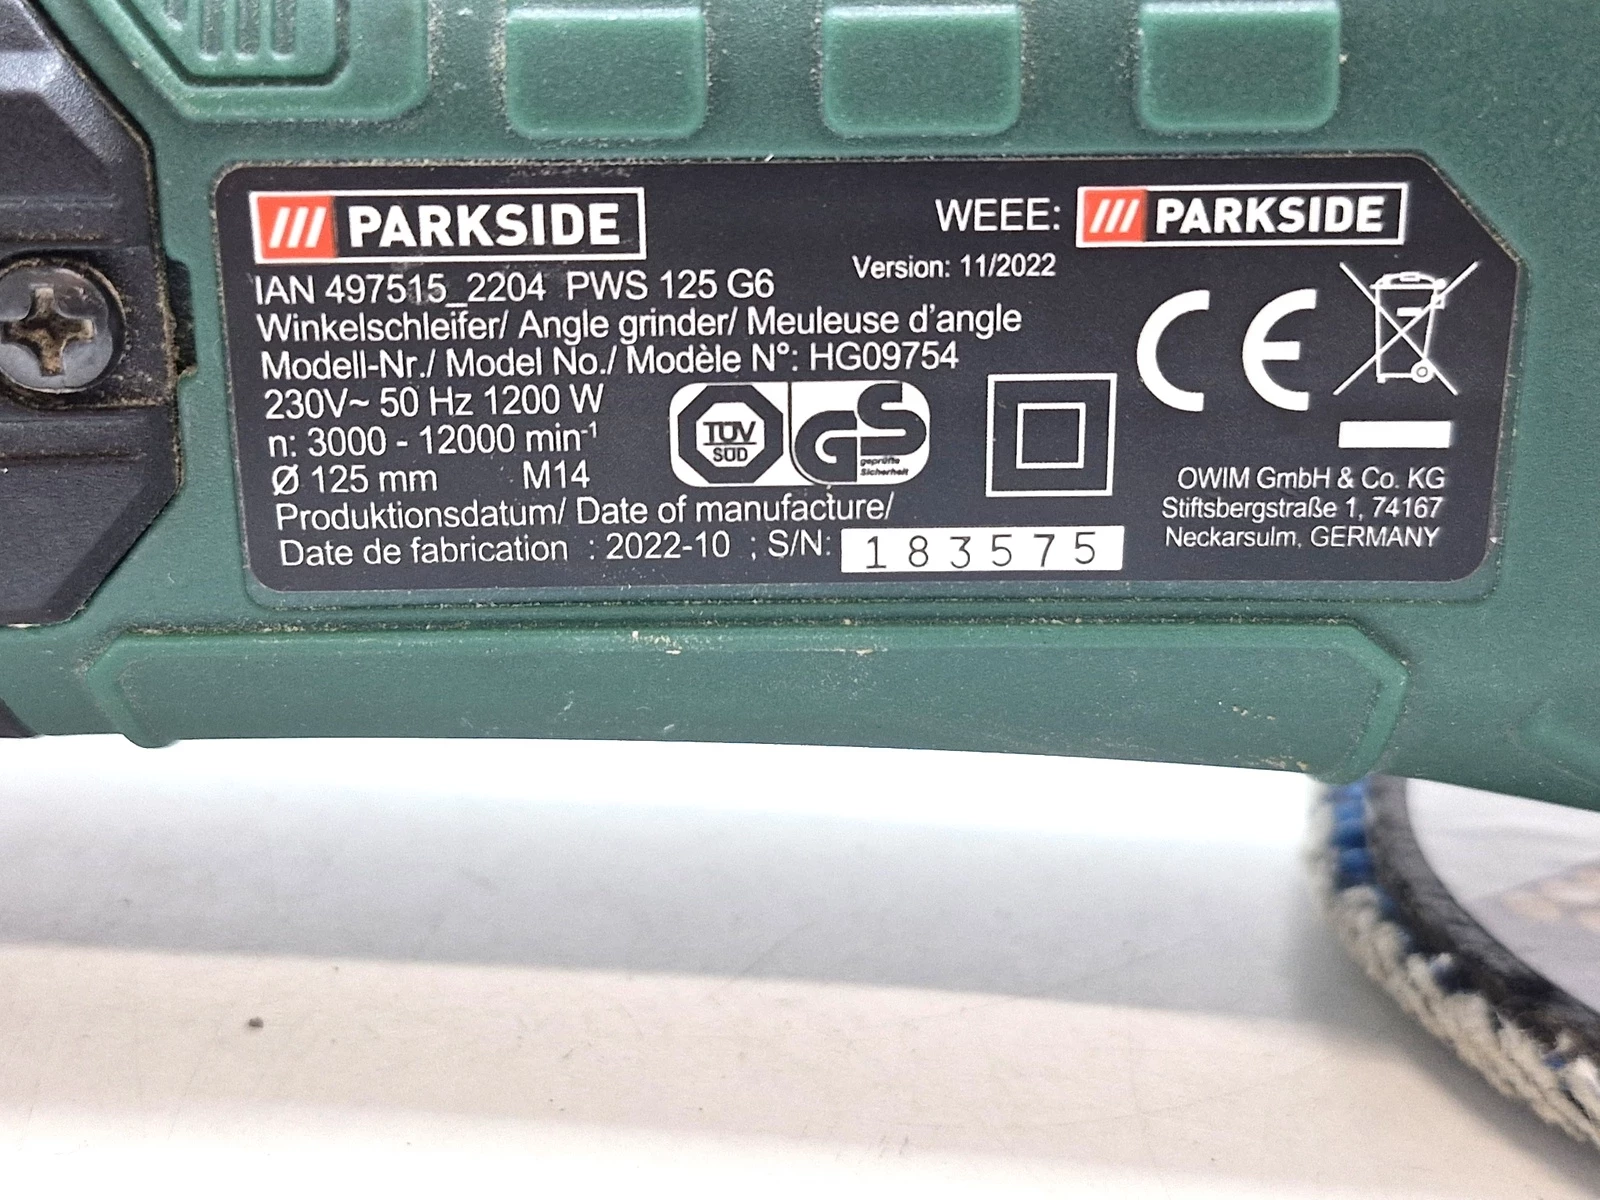 PARKSIDE
WEEE: PARKSIDE
IAN 497515_2204 PWS 125 G6
Version: 11/2022
Winkelschleifer/ Angle grinder/ Meuleuse d'angle
Modell-Nr./ Model No./ Modèle N°: HG09754
230V~ 50 Hz 1200 W
n: 3000 - 12000 min-1
Ø 125 mm M14
TÜV
SÜD
GS
geprüfte
Sicherheit
CE
Produktionsdatum/ Date of manufacture/
Date de fabrication : 2022-10 ; S/N: 183575
OWIM GmbH & Co. KG
Stiftsbergstraße 1, 74167
Neckarsulm, GERMANY